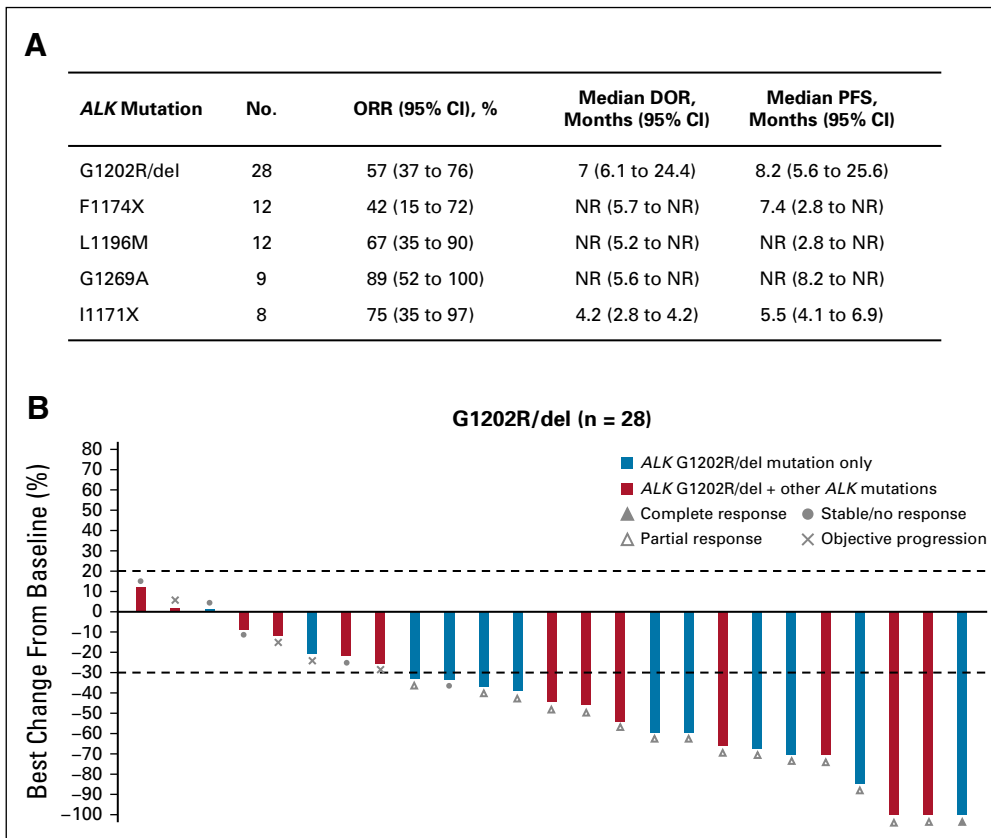 A
ALK Mutation No. ORR (95% CI), % Median DOR, Months (95% CI) Median PFS, Months (95% CI)
G1202R/del 28 57 (37 to 76) 7 (6.1 to 24.4) 8.2 (5.6 to 25.6)
F1174X 12 42 (15 to 72) NR (5.7 to NR) 7.4 (2.8 to NR)
L1196M 12 67 (35 to 90) NR (5.2 to NR) NR (2.8 to NR)
G1269A 9 89 (52 to 100) NR (5.6 to NR) NR (8.2 to NR)
I1171X 8 75 (35 to 97) 4.2 (2.8 to 4.2) 5.5 (4.1 to 6.9)
B
G1202R/del (n = 28)
ALK G1202R/del mutation only
ALK G1202R/del + other ALK mutations
Complete response Stable/no response
Partial response Objective progression
Best Change From Baseline (%)
80
70
60
50
40
30
20
10
0
−10
−20
−30
−40
−50
−60
−70
−80
−90
−100